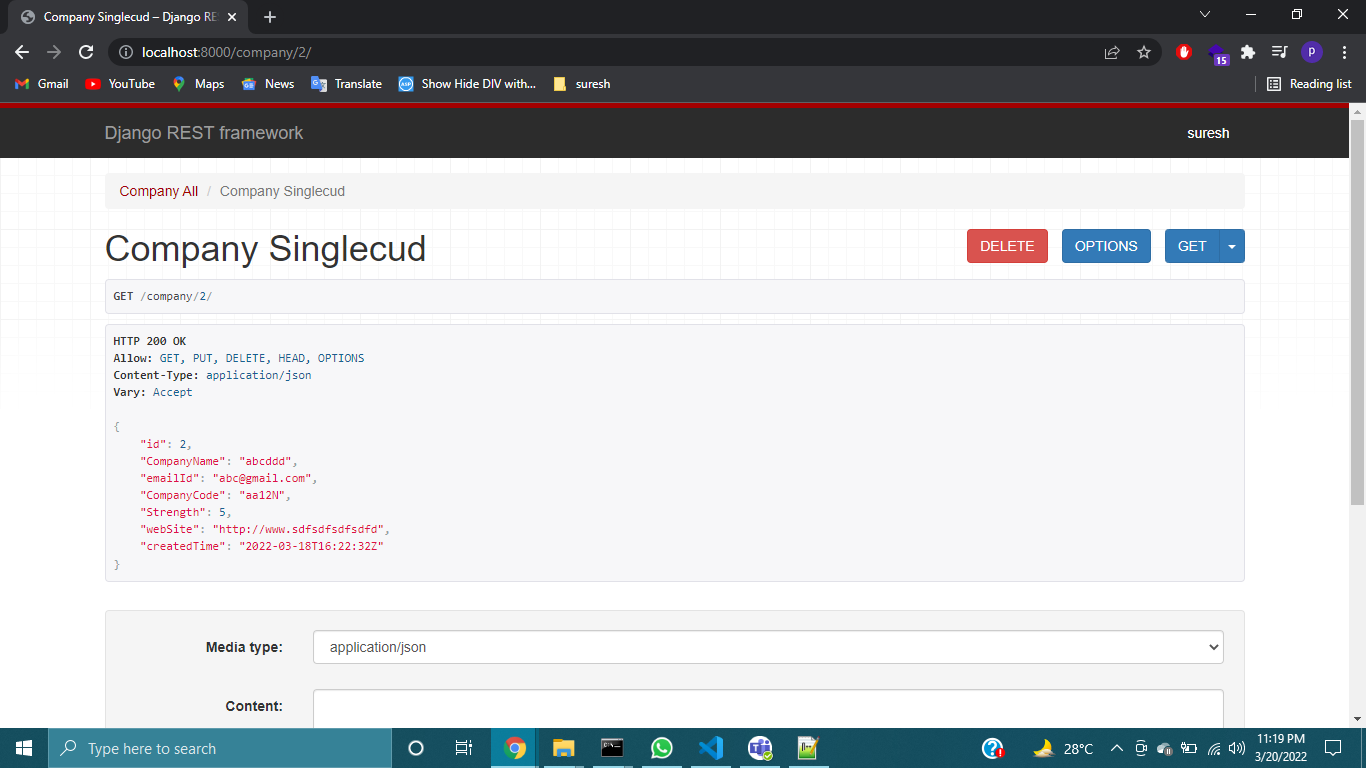 Company Singlecud – Django RE
localhost:8000/company/2/
15
p
Gmail
YouTube
Maps
News
Translate
Show Hide DIV with...
suresh
Reading list
Django REST framework
suresh
Company All / Company Singlecud
Company Singlecud
DELETE
OPTIONS
GET
GET /company/2/
HTTP 200 OK
Allow: GET, PUT, DELETE, HEAD, OPTIONS
Content-Type: application/json
Vary: Accept
{
"id": 2,
"CompanyName": "abcddd",
"emailId": "abc@gmail.com",
"CompanyCode": "aa12N",
"Strength": 5,
"webSite": "http://www.sdfsdfsdfsdfd",
"createdTime": "2022-03-18T16:22:32Z"
}
Media type:
application/json
Content:
Type here to search
28°C
11:19 PM
3/20/2022